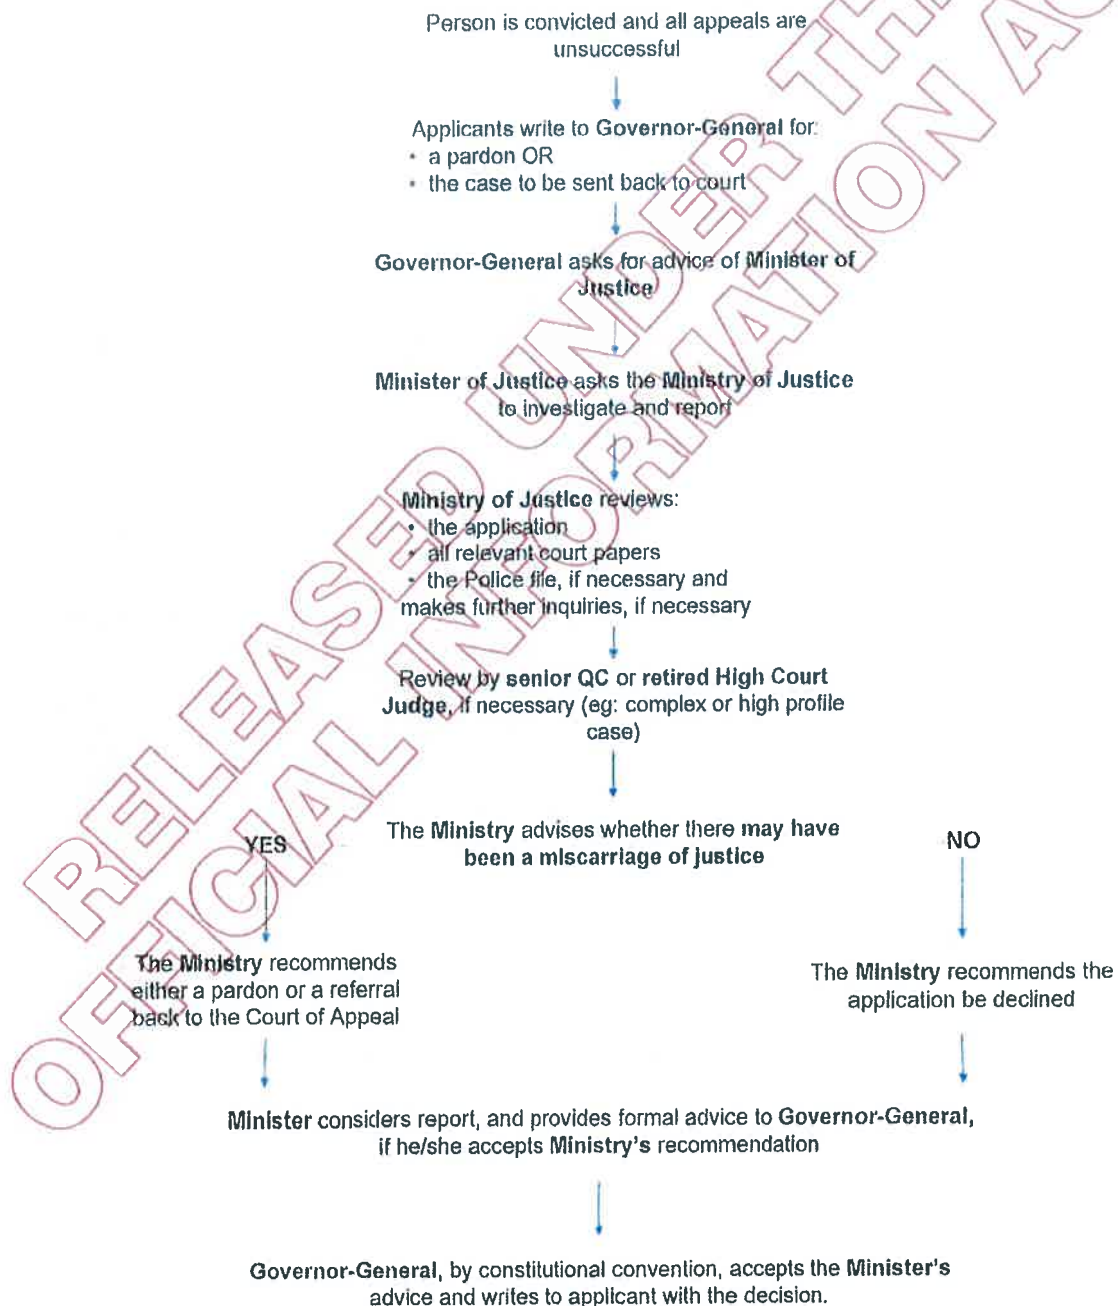 Person is convicted and all appeals are
unsuccessful
Applicants write to Governor-General for:
• a pardon OR
• the case to be sent back to court
Governor-General asks for advice of Minister of
Justice
Minister of Justice asks the Ministry of Justice
to investigate and report
Ministry of Justice reviews:
• the application
• all relevant court papers
• the Police file, if necessary and
makes further inquiries, if necessary
Review by senior QC or retired High Court
Judge, if necessary (eg: complex or high profile
case)
The Ministry advises whether there may have
been a miscarriage of justice
YES
NO
The Ministry recommends
either a pardon or a referral
back to the Court of Appeal
The Ministry recommends the
application be declined
Minister considers report, and provides formal advice to Governor-General,
if he/she accepts Ministry's recommendation
Governor-General, by constitutional convention, accepts the Minister's
advice and writes to applicant with the decision.
RELEASED UNDER
OFFICIAL INFORMATION